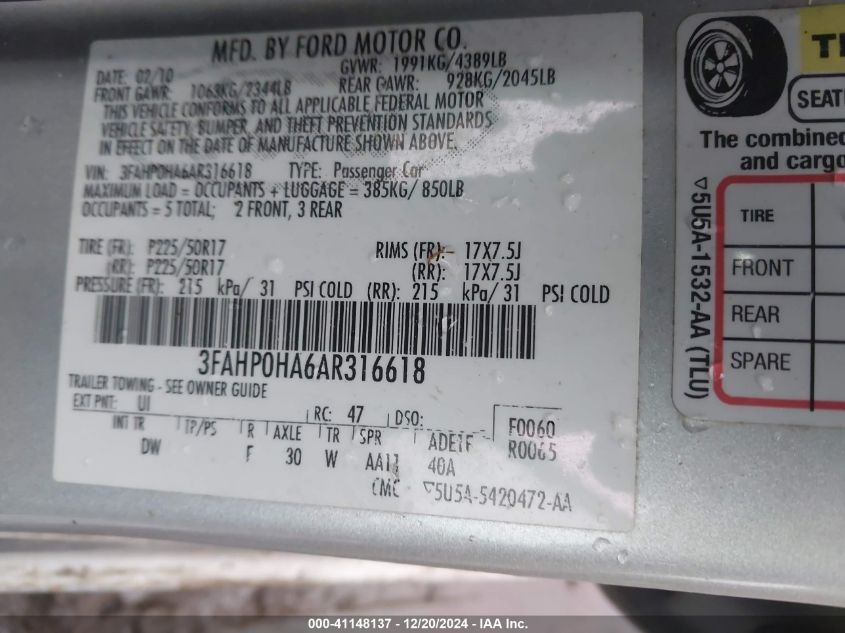 MFD. BY FORD MOTOR CO.
DATE: 02/10 GVWR: 1991KG/4389LB
FRONT GAWR: 1063KG/2344LB REAR GAWR: 928KG/2045LB
THIS VEHICLE CONFORMS TO ALL APPLICABLE FEDERAL MOTOR
VEHICLE SAFETY, BUMPER, AND THEFT PREVENTION STANDARDS
IN EFFECT ON THE DATE OF MANUFACTURE SHOWN ABOVE.
VIN: 3FAHP0HA6AR316618 TYPE: Passenger Car
MAXIMUM LOAD = OCCUPANTS + LUGGAGE = 385KG/ 850LB
OCCUPANTS = 5 TOTAL; 2 FRONT, 3 REAR
TIRE (FR): P225/50R17 RIMS (FR): 17X7.5J
(RR): P225/50R17 (RR): 17X7.5J
PRESSURE (FR): 215 kPa/ 31 PSI COLD (RR): 215 kPa/ 31 PSI COLD
3FAHP0HA6AR316618
TRAILER TOWING - SEE OWNER GUIDE
EXT PNT: UI RC: 47 DSO: F0060
INT TR TP/PS R AXLE TR SPR ADE1F R0065
DW F 30 W AA11 40A
CMC ▽5U5A-5420472-AA
▽5U5A-1532-AA (TLU)
SEAT
The combined
and cargo
TIRE
FRONT
REAR
SPARE
000-41148137 - 12/20/2024 - IAA Inc.